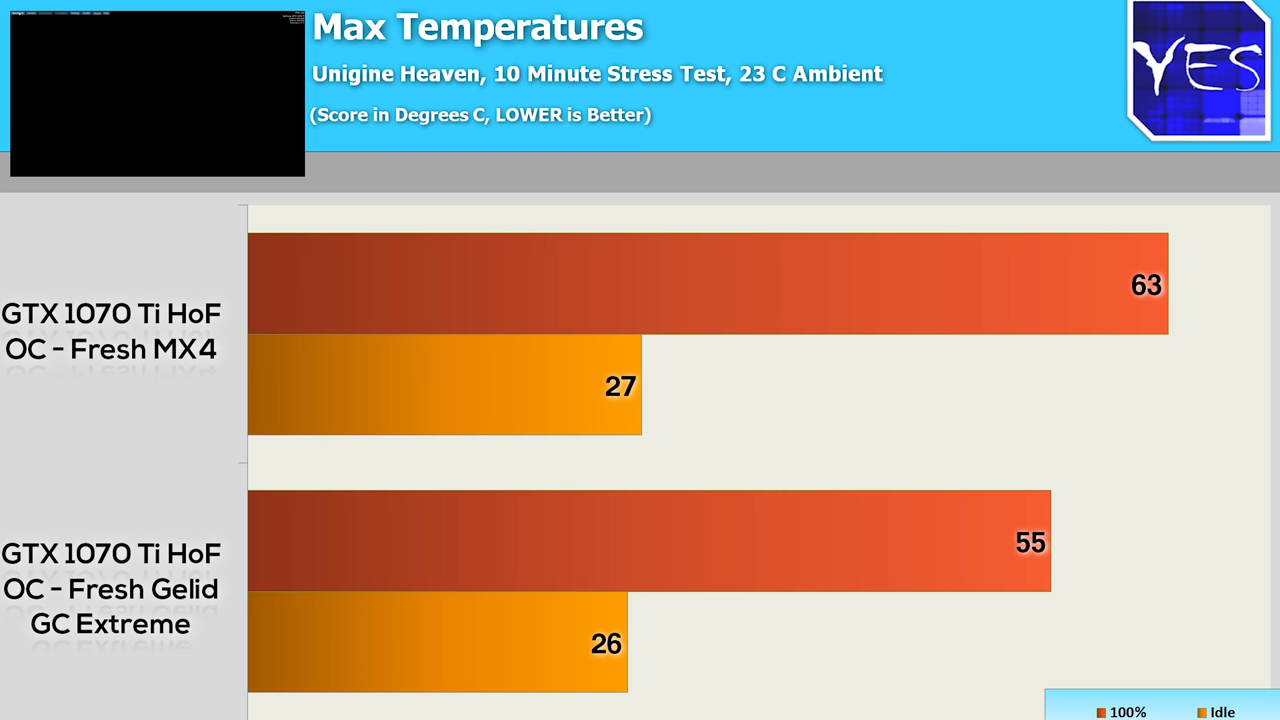 Max Temperatures
Unigine Heaven, 10 Minute Stress Test, 23 C Ambient
(Score in Degrees C, LOWER is Better)
YES
GTX 1070 Ti HoF
OC - Fresh MX4
63
27
GTX 1070 Ti HoF
OC - Fresh Gelid
GC Extreme
55
26
100%
Idle